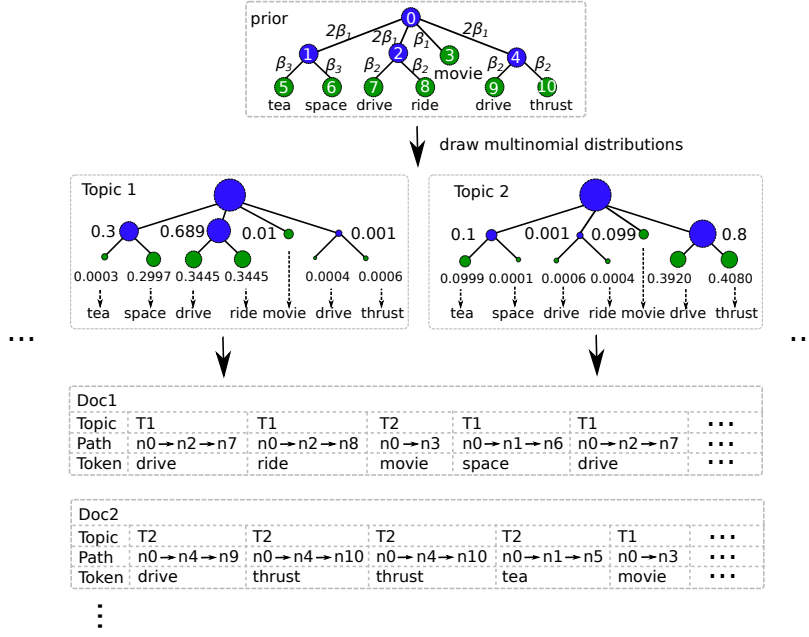 prior
0
2β₁ 2β₁ β₁ 2β₁
1 2 3 4
movie
β₃ β₃ β₂ β₂ β₂ β₂
5 6 7 8 9 10
tea space drive ride drive thrust
draw multinomial distributions
Topic 1
0.3 0.689 0.01 0.001
0.0003 0.2997 0.3445 0.3445 0.0004 0.0006
tea space drive ride movie drive thrust
Topic 2
0.1 0.001 0.099 0.8
0.0999 0.0001 0.0006 0.0004 0.3920 0.4080
tea space drive ride movie drive thrust
... ..
Doc1
Topic T1 T1 T2 T1 T1 ...
Path n0→n2→n7 n0→n2→n8 n0→n3 n0→n1→n6 n0→n2→n7 ...
Token drive ride movie space drive ...
Doc2
Topic T2 T2 T2 T2 T1 ...
Path n0→n4→n9 n0→n4→n10 n0→n4→n10 n0→n1→n5 n0→n3 ...
Token drive thrust thrust tea movie ...
⋮